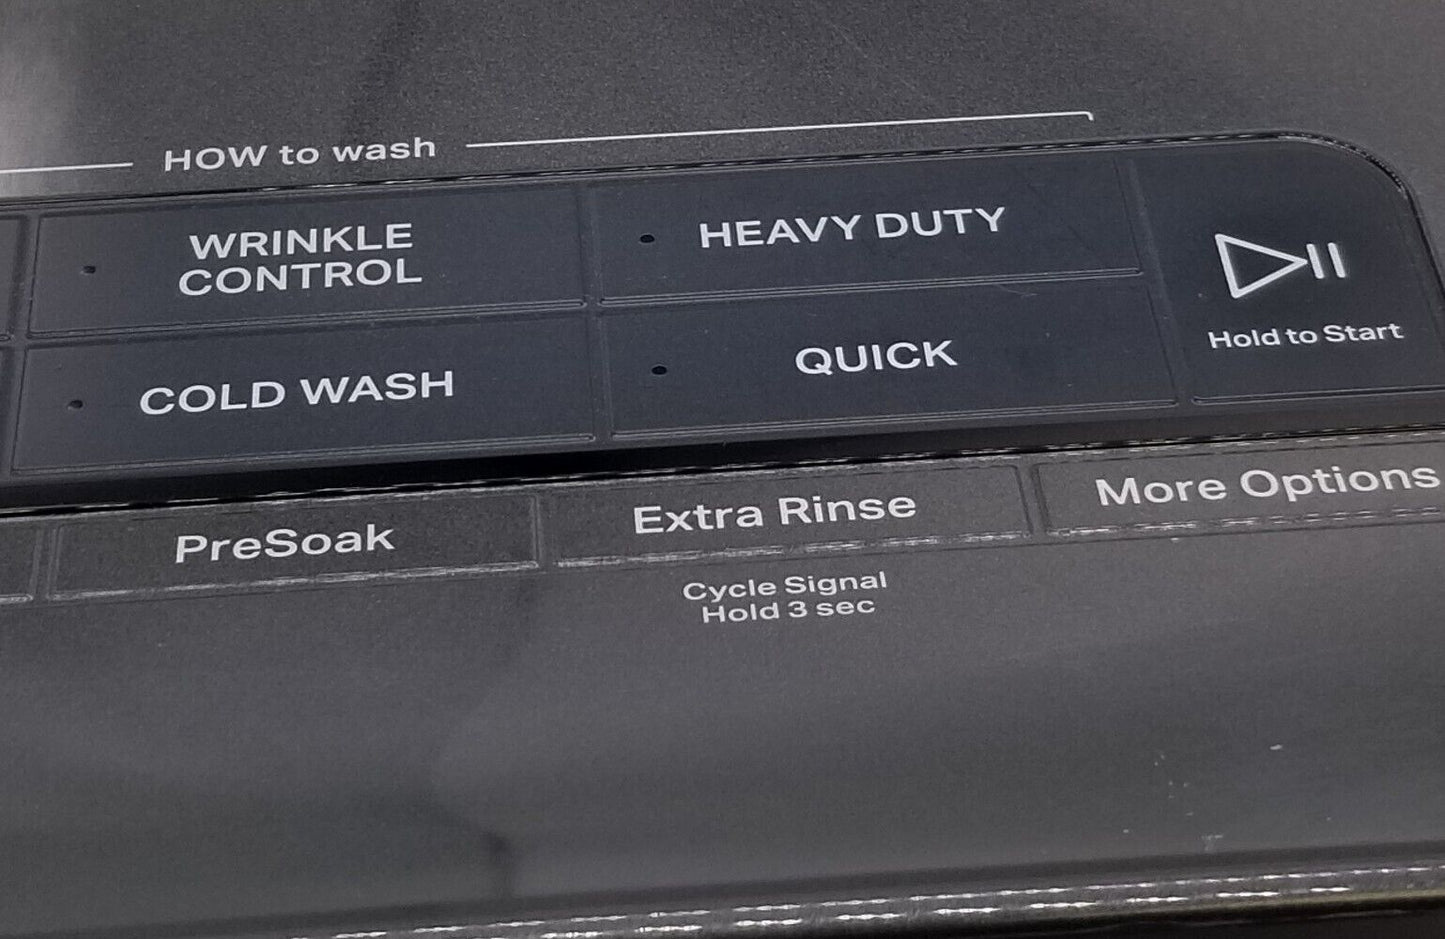 HOW to wash
WRINKLE
CONTROL
HEAVY DUTY
COLD WASH
QUICK
Hold to Start
PreSoak
Extra Rinse
More Options
Cycle Signal
Hold 3 sec